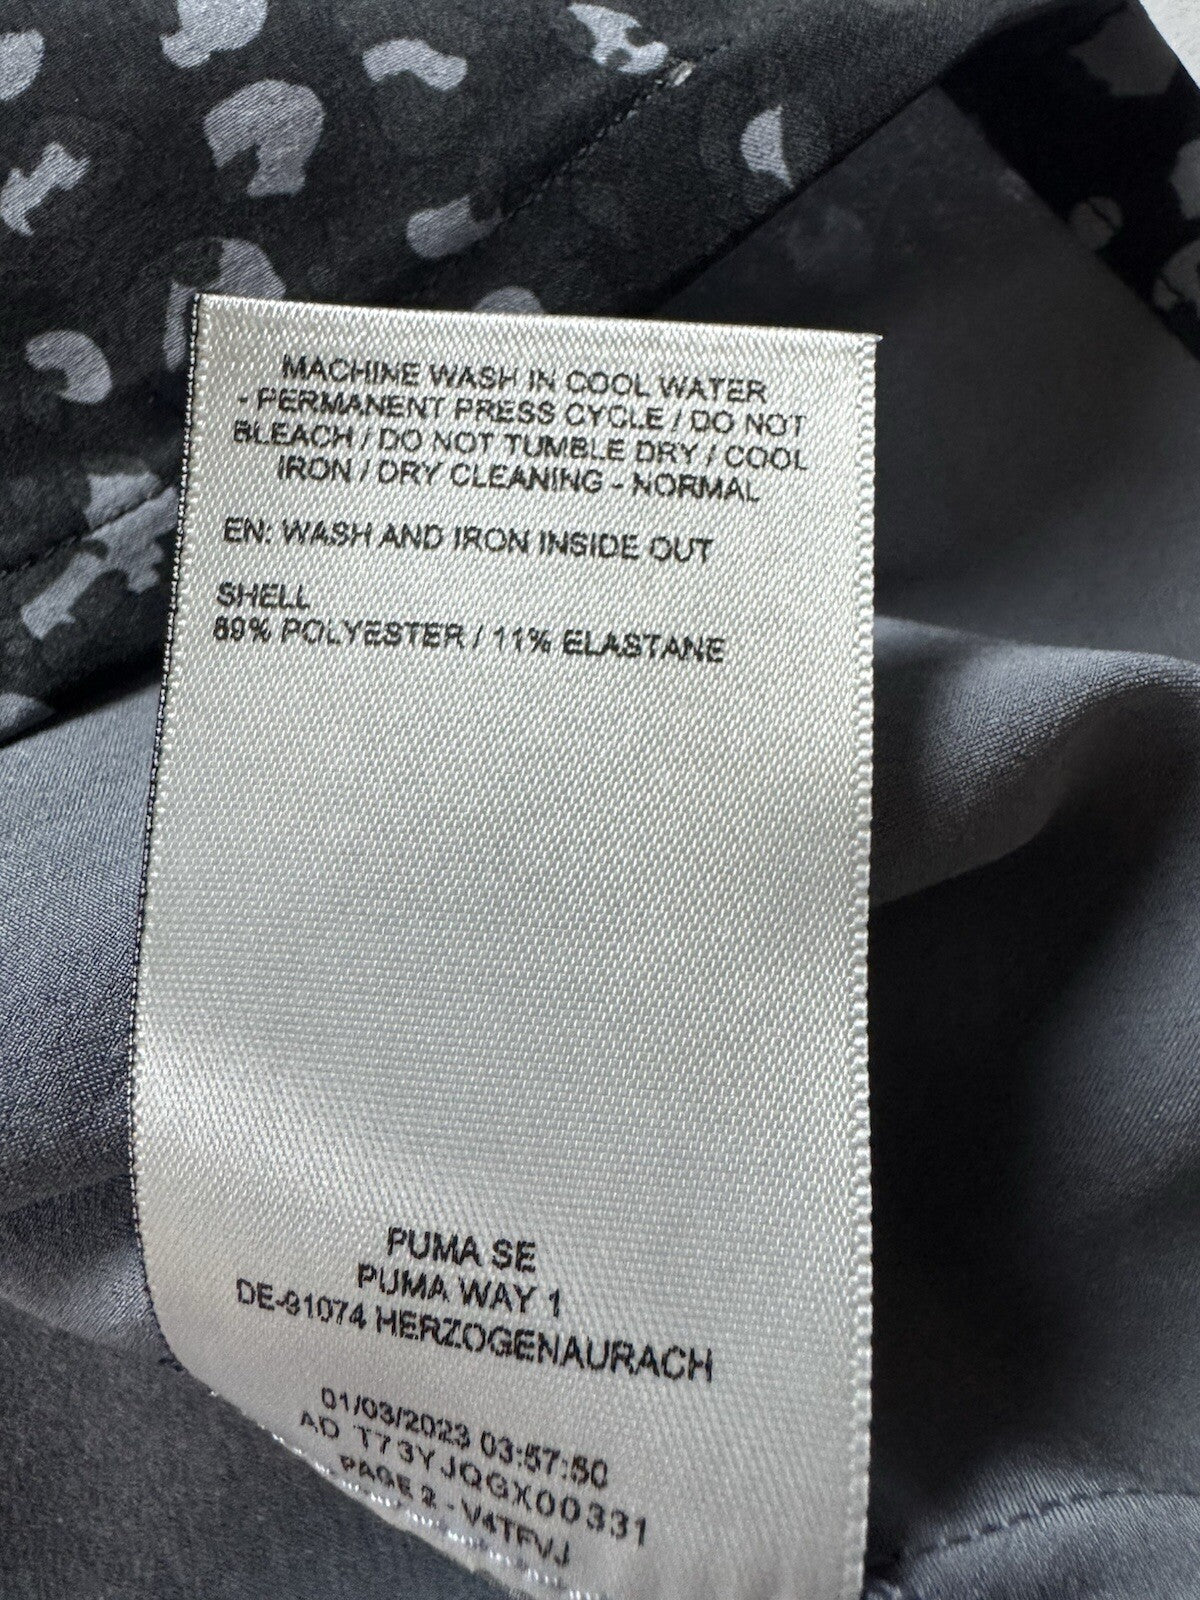 MACHINE WASH IN COOL WATER
- PERMANENT PRESS CYCLE / DO NOT
BLEACH / DO NOT TUMBLE DRY / COOL
IRON / DRY CLEANING - NORMAL
EN: WASH AND IRON INSIDE OUT
SHELL
89% POLYESTER / 11% ELASTANE
PUMA SE
PUMA WAY 1
DE-91074 HERZOGENAURACH
01/03/2023 03:57:50
AO T73YJQGX00331
PAGE 2 - V4TFVJ